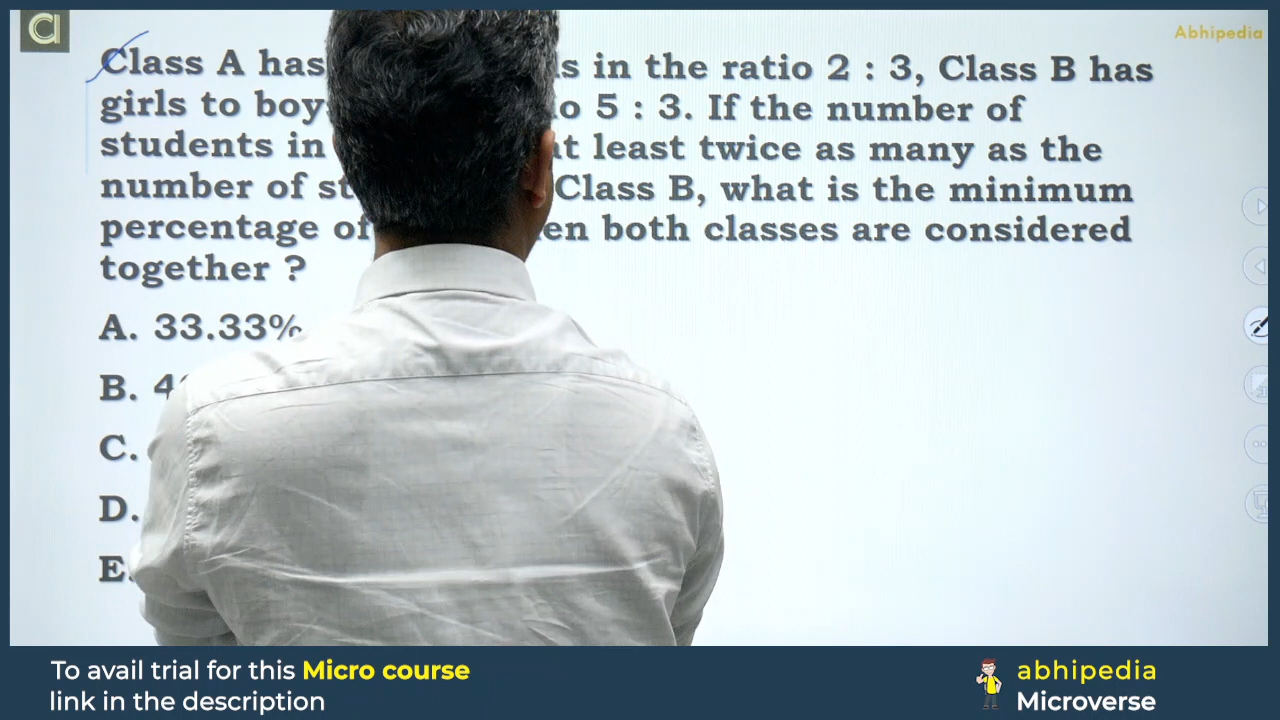 Abhipedia
Class A has s in the ratio 2 : 3, Class B has
girls to boy o 5 : 3. If the number of
students in at least twice as many as the
number of st Class B, what is the minimum
percentage of en both classes are considered
together ?
A. 33.33%
B. 4
C.
D.
E.
To avail trial for this Micro course
link in the description
abhipedia
Microverse